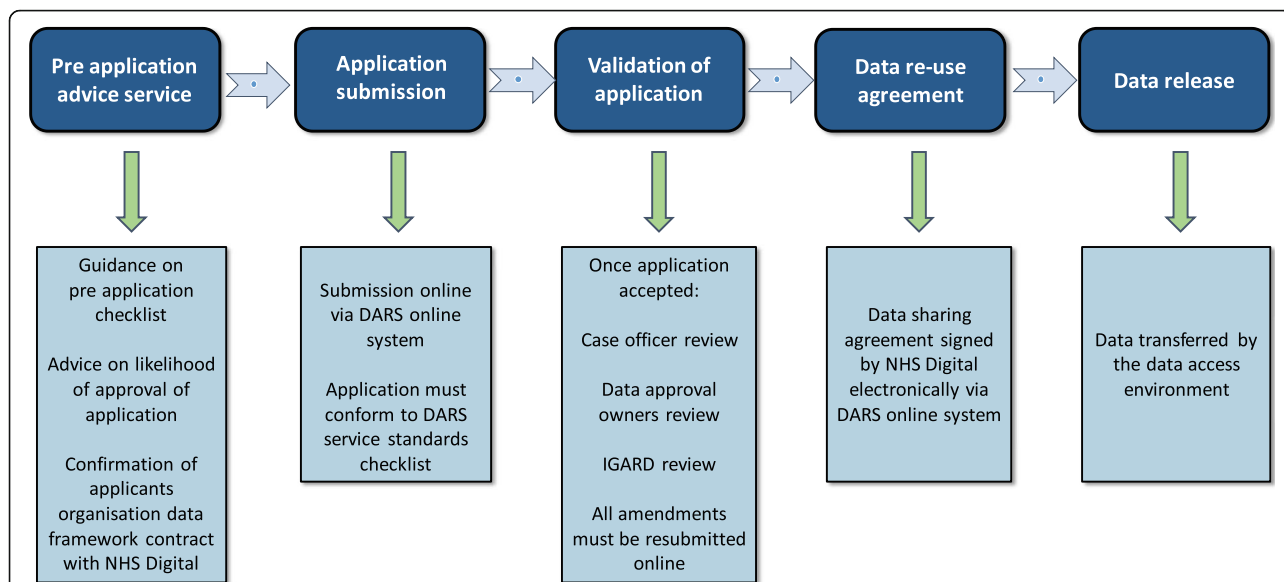 Pre application
advice service
Application
submission
Validation of
application
Data re-use
agreement
Data release
Guidance on
pre application
checklist
Advice on likelihood
of approval of
application
Confirmation of
applicants
organisation data
framework contract
with NHS Digital
Submission online
via DARS online
system
Application must
conform to DARS
service standards
checklist
Once application
accepted:
Case officer review
Data approval
owners review
IGARD review
All amendments
must be resubmitted
online
Data sharing
agreement signed
by NHS Digital
electronically via
DARS online system
Data transferred by
the data access
environment